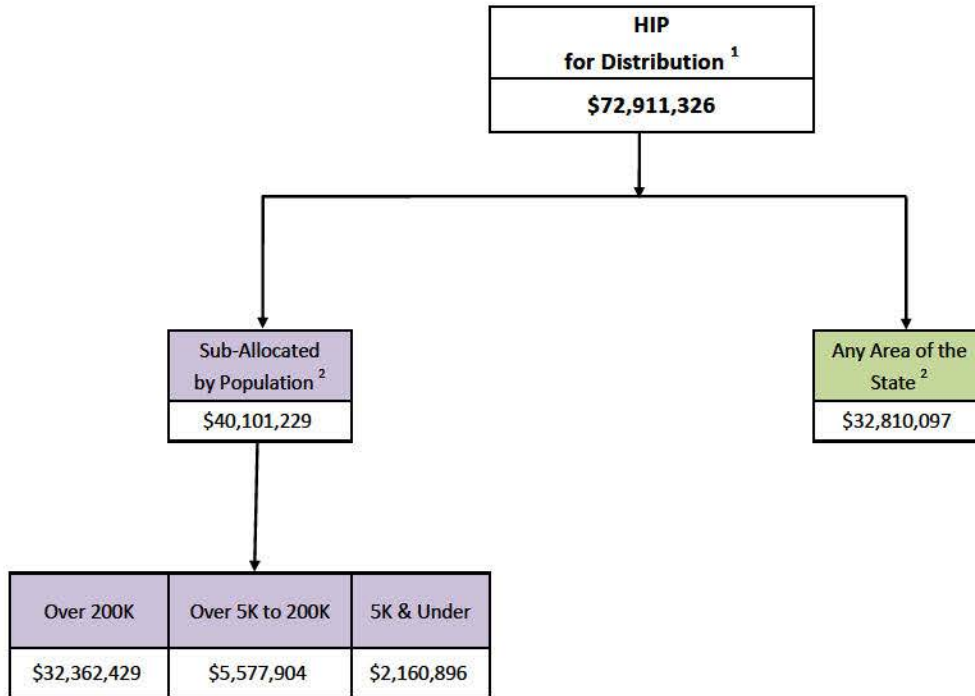 HIP
for Distribution 1
$72,911,326
Sub-Allocated
by Population 2
$40,101,229
Any Area of the
State 2
$32,810,097
Over 200K
Over 5K to 200K
5K & Under
$32,362,429
$5,577,904
$2,160,896